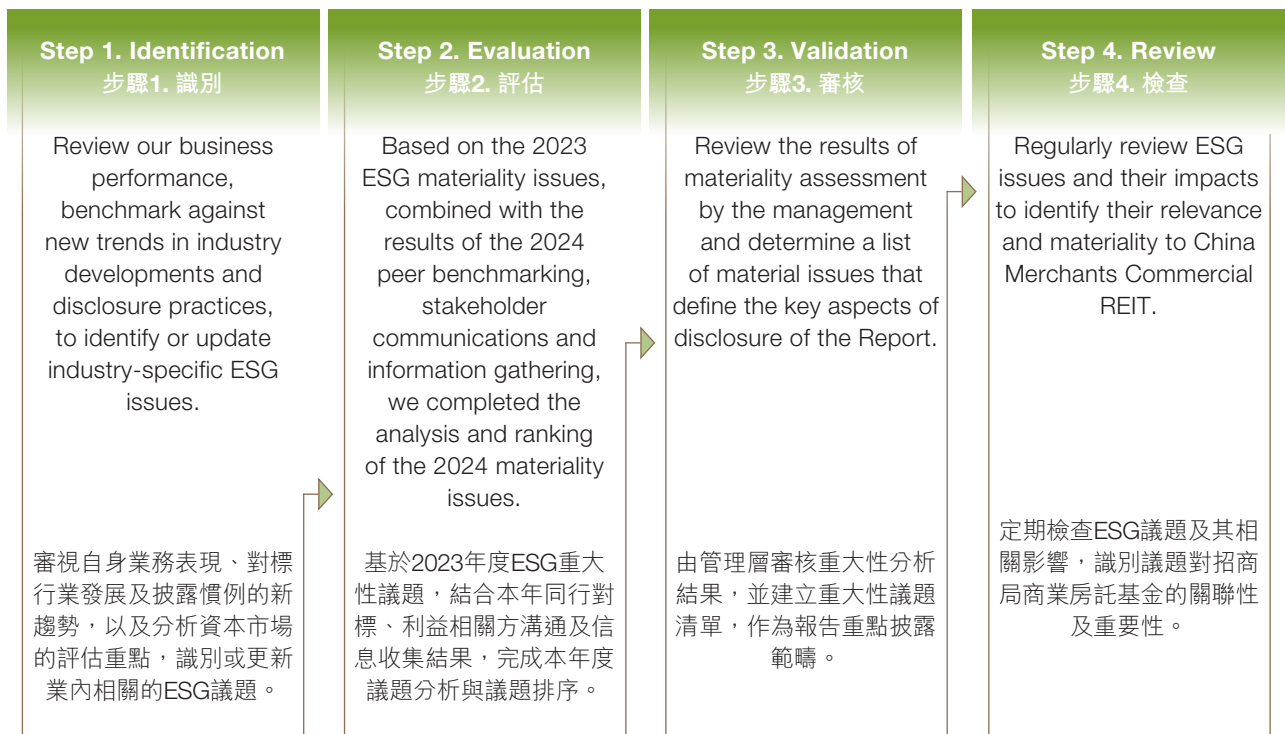 Step 1. Identification
步驟1. 識別
Review our business
performance,
benchmark against
new trends in industry
developments and
disclosure practices,
to identify or update
industry-specific ESG
issues.
審視自身業務表現、對標
行業發展及披露慣例的新
趨勢，以及分析資本市場
的評估重點，識別或更新
業內相關的ESG議題。
Step 2. Evaluation
步驟2. 評估
Based on the 2023
ESG materiality issues,
combined with the
results of the 2024
peer benchmarking,
stakeholder
communications and
information gathering,
we completed the
analysis and ranking
of the 2024 materiality
issues.
基於2023年度ESG重大
性議題，結合本年同行對
標、利益相關方溝通及信
息收集結果，完成本年度
議題分析與議題排序。
Step 3. Validation
步驟3. 審核
Review the results of
materiality assessment
by the management
and determine a list
of material issues that
define the key aspects of
disclosure of the Report.
由管理層審核重大性分析
結果，並建立重大性議題
清單，作為報告重點披露
範疇。
Step 4. Review
步驟4. 檢查
Regularly review ESG
issues and their impacts
to identify their relevance
and materiality to China
Merchants Commercial
REIT.
定期檢查ESG議題及其相
關影響，識別議題對招商
局商業房託基金的關聯性
及重要性。